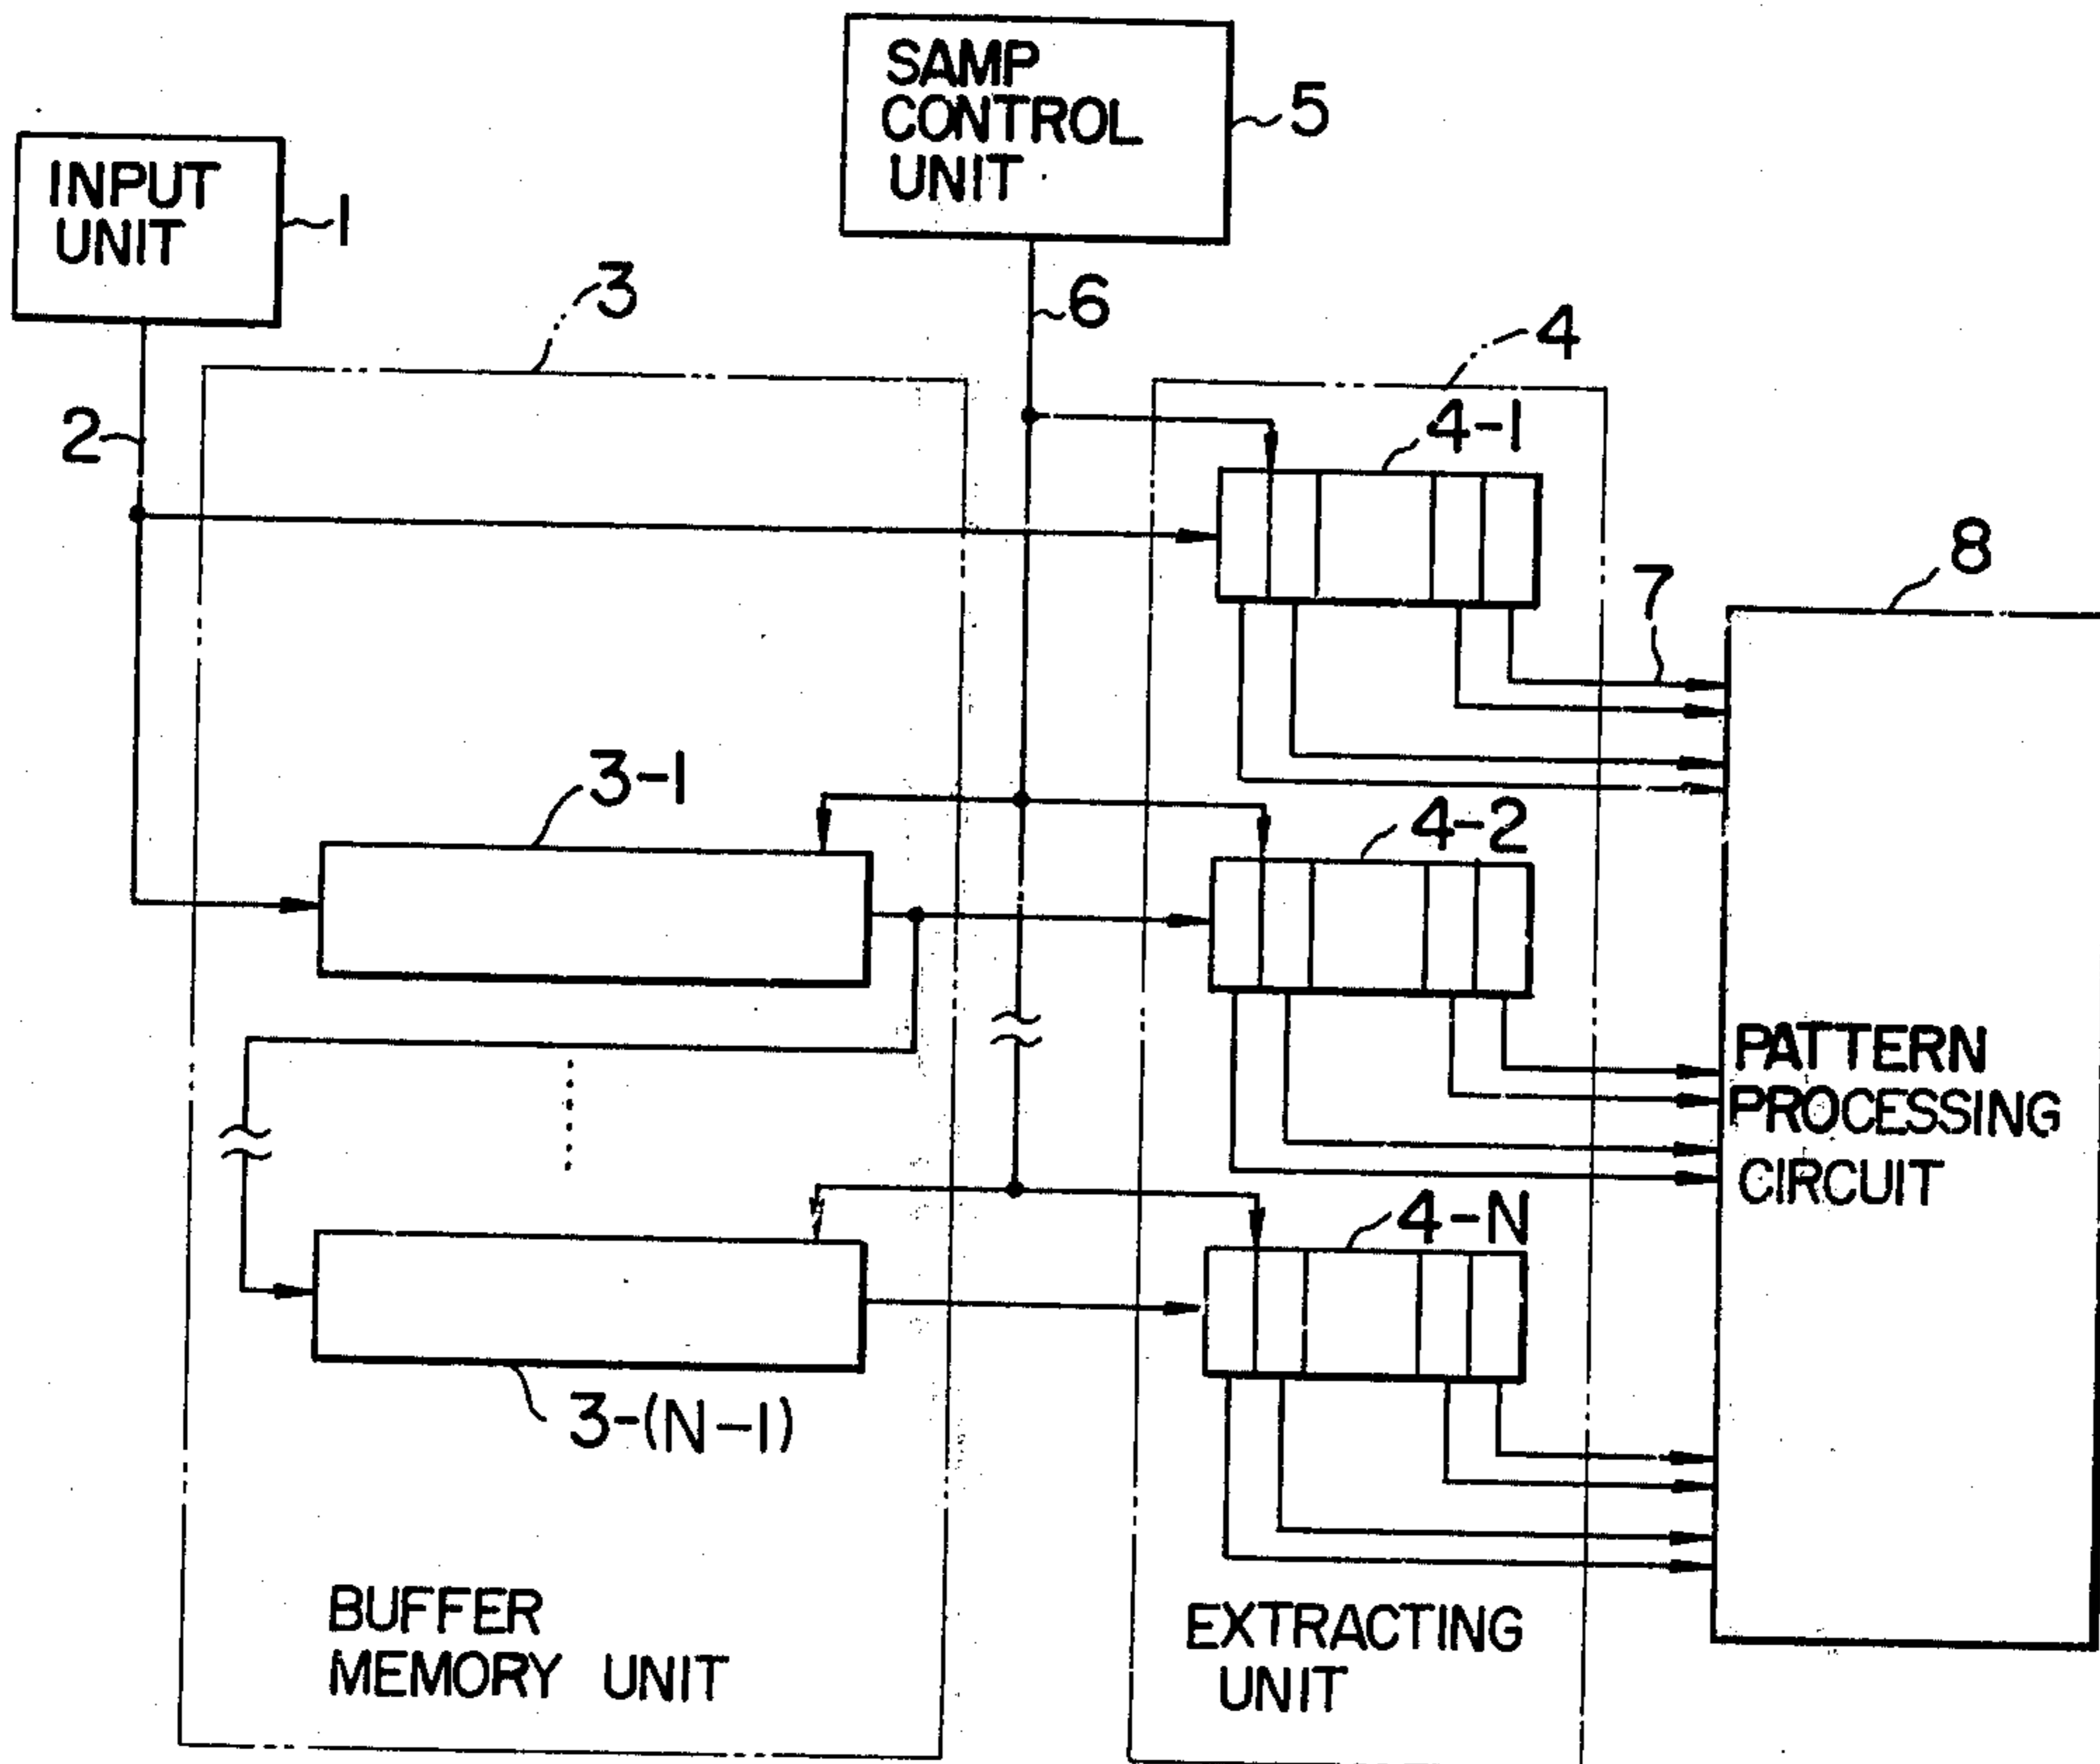 SAMP
CONTROL
UNIT
5
INPUT
UNIT
1
3
6
4
2
4-1
8
7
3-1
4-2
PATTERN
PROCESSING
CIRCUIT
4-N
3-(N-1)
BUFFER
MEMORY UNIT
EXTRACTING
UNIT